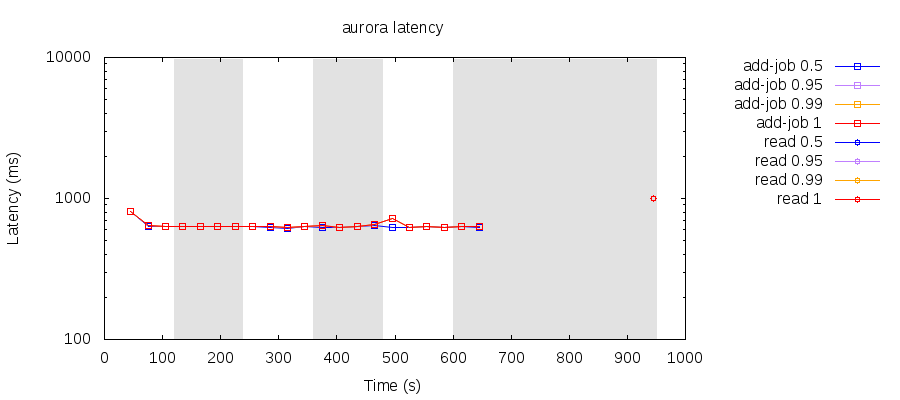 aurora latency
10000
1000
100
Latency (ms)
0 100 200 300 400 500 600 700 800 900 1000
Time (s)
add-job 0.5
add-job 0.95
add-job 0.99
add-job 1
read 0.5
read 0.95
read 0.99
read 1